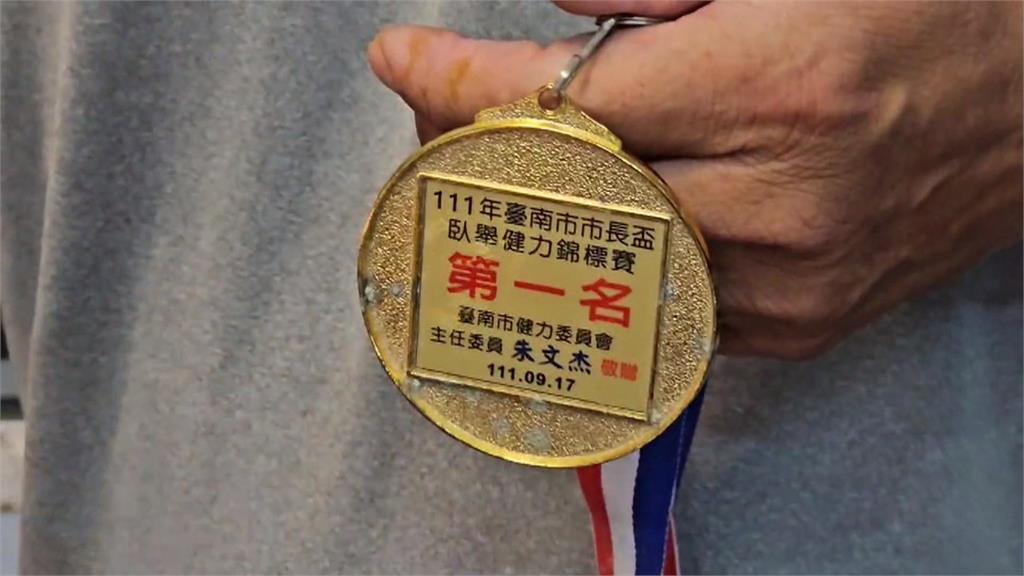 111年臺南市市長盃
臥舉健力錦標賽
第一名
臺南市健力委員會
主任委員 朱文杰 敬贈
111.09.17